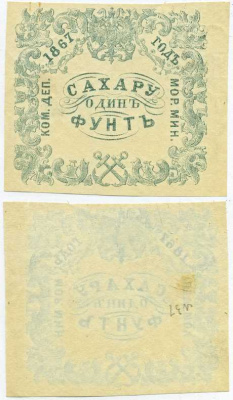 1867 ГОДЪ
КОМ. ДЕП.
МОР. МИН.
САХАРУ
ОДИНЪ
ФУНТЪ